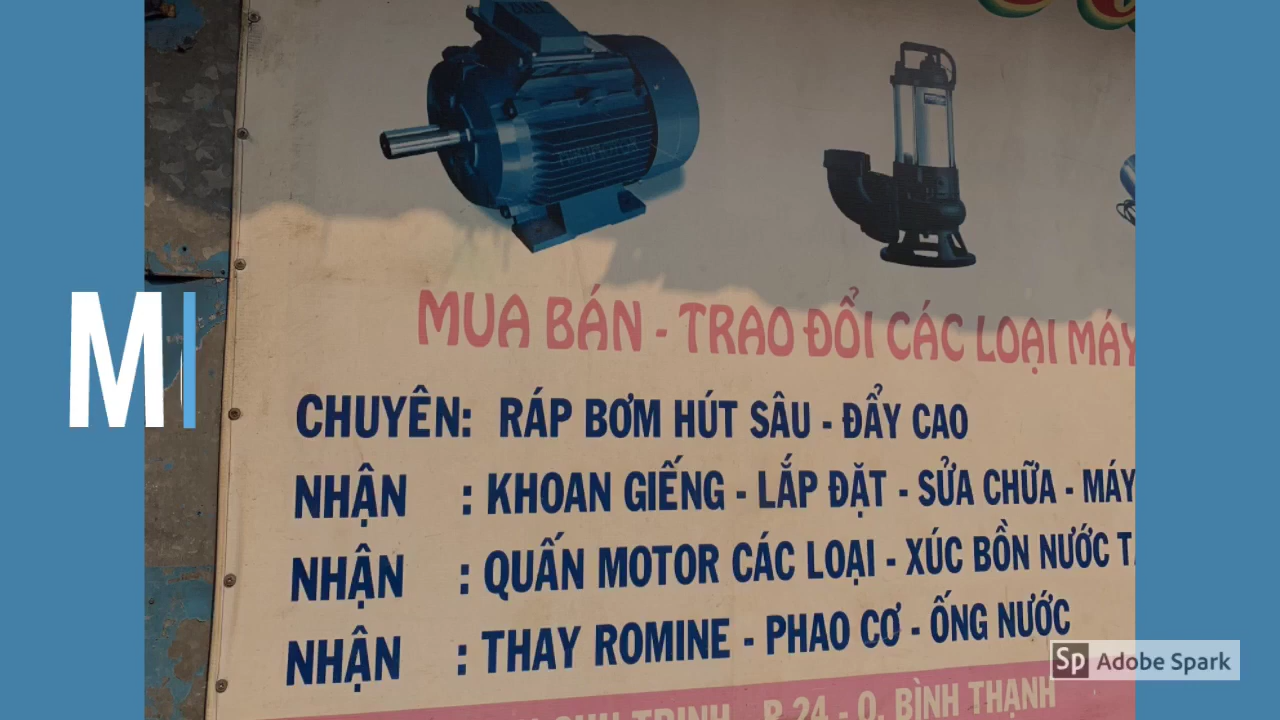 MUA BÁN - TRAO ĐỔI CÁC LOẠI MÁY
M
CHUYÊN: RÁP BƠM HÚT SÂU - ĐẨY CAO
NHẬN : KHOAN GIẾNG - LẮP ĐẶT - SỬA CHỮA - MÁY
NHẬN : QUẤN MOTOR CÁC LOẠI - XÚC BỒN NƯỚC
NHẬN : THAY ROMINE - PHAO CƠ - ỐNG NƯỚC
Sp Adobe Spark
TRINH P. 24 - Q. BÌNH THẠNH